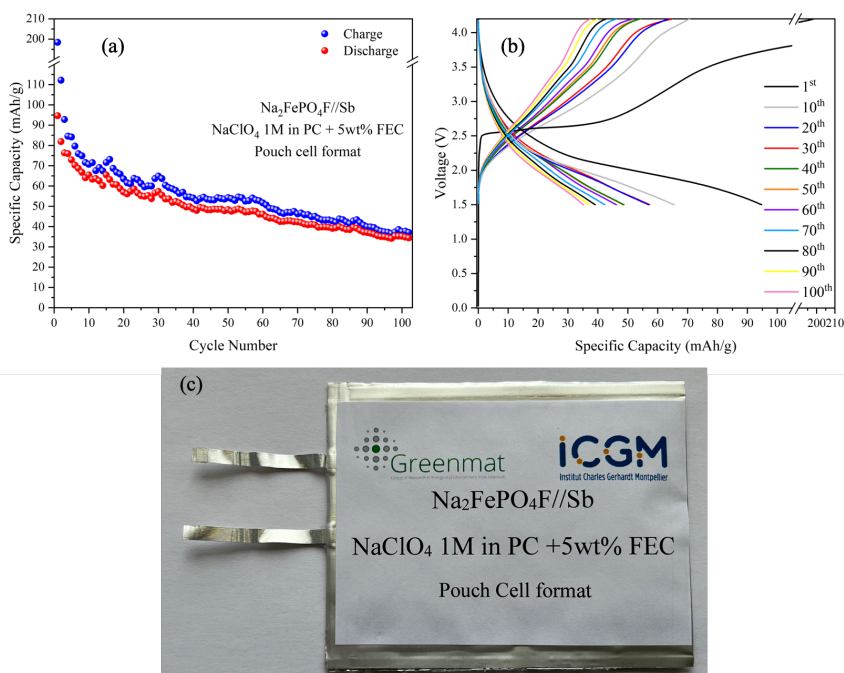 (a)
Charge
Discharge
Na₂FePO₄F//Sb
NaClO₄ 1M in PC + 5wt% FEC
Pouch cell format
Specific Capacity (mAh/g)
210
200
110
100
90
80
70
60
50
40
30
20
10
0
0 10 20 30 40 50 60 70 80 90 100
Cycle Number
(b)
Voltage (V)
4.0
3.5
3.0
2.5
2.0
1.5
1.0
0.5
0.0
0 10 20 30 40 50 60 70 80 90 100 200 210
Specific Capacity (mAh/g)
1st
10th
20th
30th
40th
50th
60th
70th
80th
90th
100th
(c)
Greenmat
iCGM
Institut Charles Gerhardt Montpellier
Na₂FePO₄F//Sb
NaClO₄ 1M in PC +5wt% FEC
Pouch Cell format